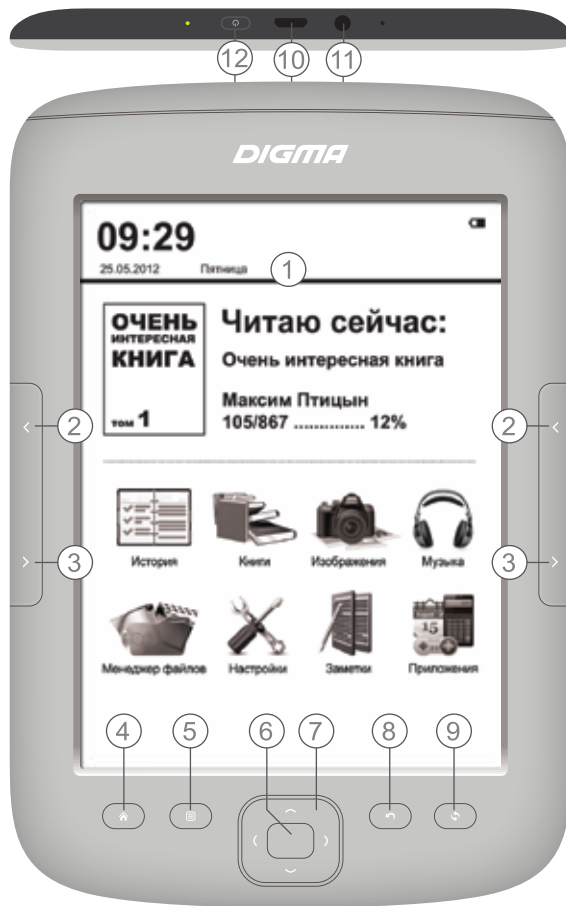 12
10
11
DIGMA
09:29
25.05.2012 Пятница
1
ОЧЕНЬ
ИНТЕРЕСНАЯ
КНИГА
том 1
Читаю сейчас:
Очень интересная книга
Максим Птицын
105/867 .............. 12%
2
2
3
3
История
Книги
Изображения
Музыка
15
Менеджер файлов
Настройки
Заметки
Приложения
4
5
6
7
8
9